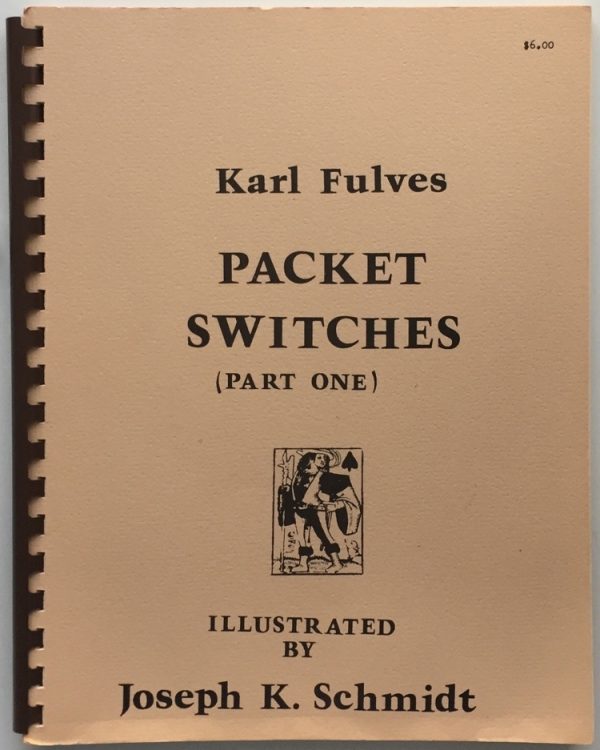 $6.00
Karl Fulves
PACKET
SWITCHES
(PART ONE)
ILLUSTRATED
BY
Joseph K. Schmidt